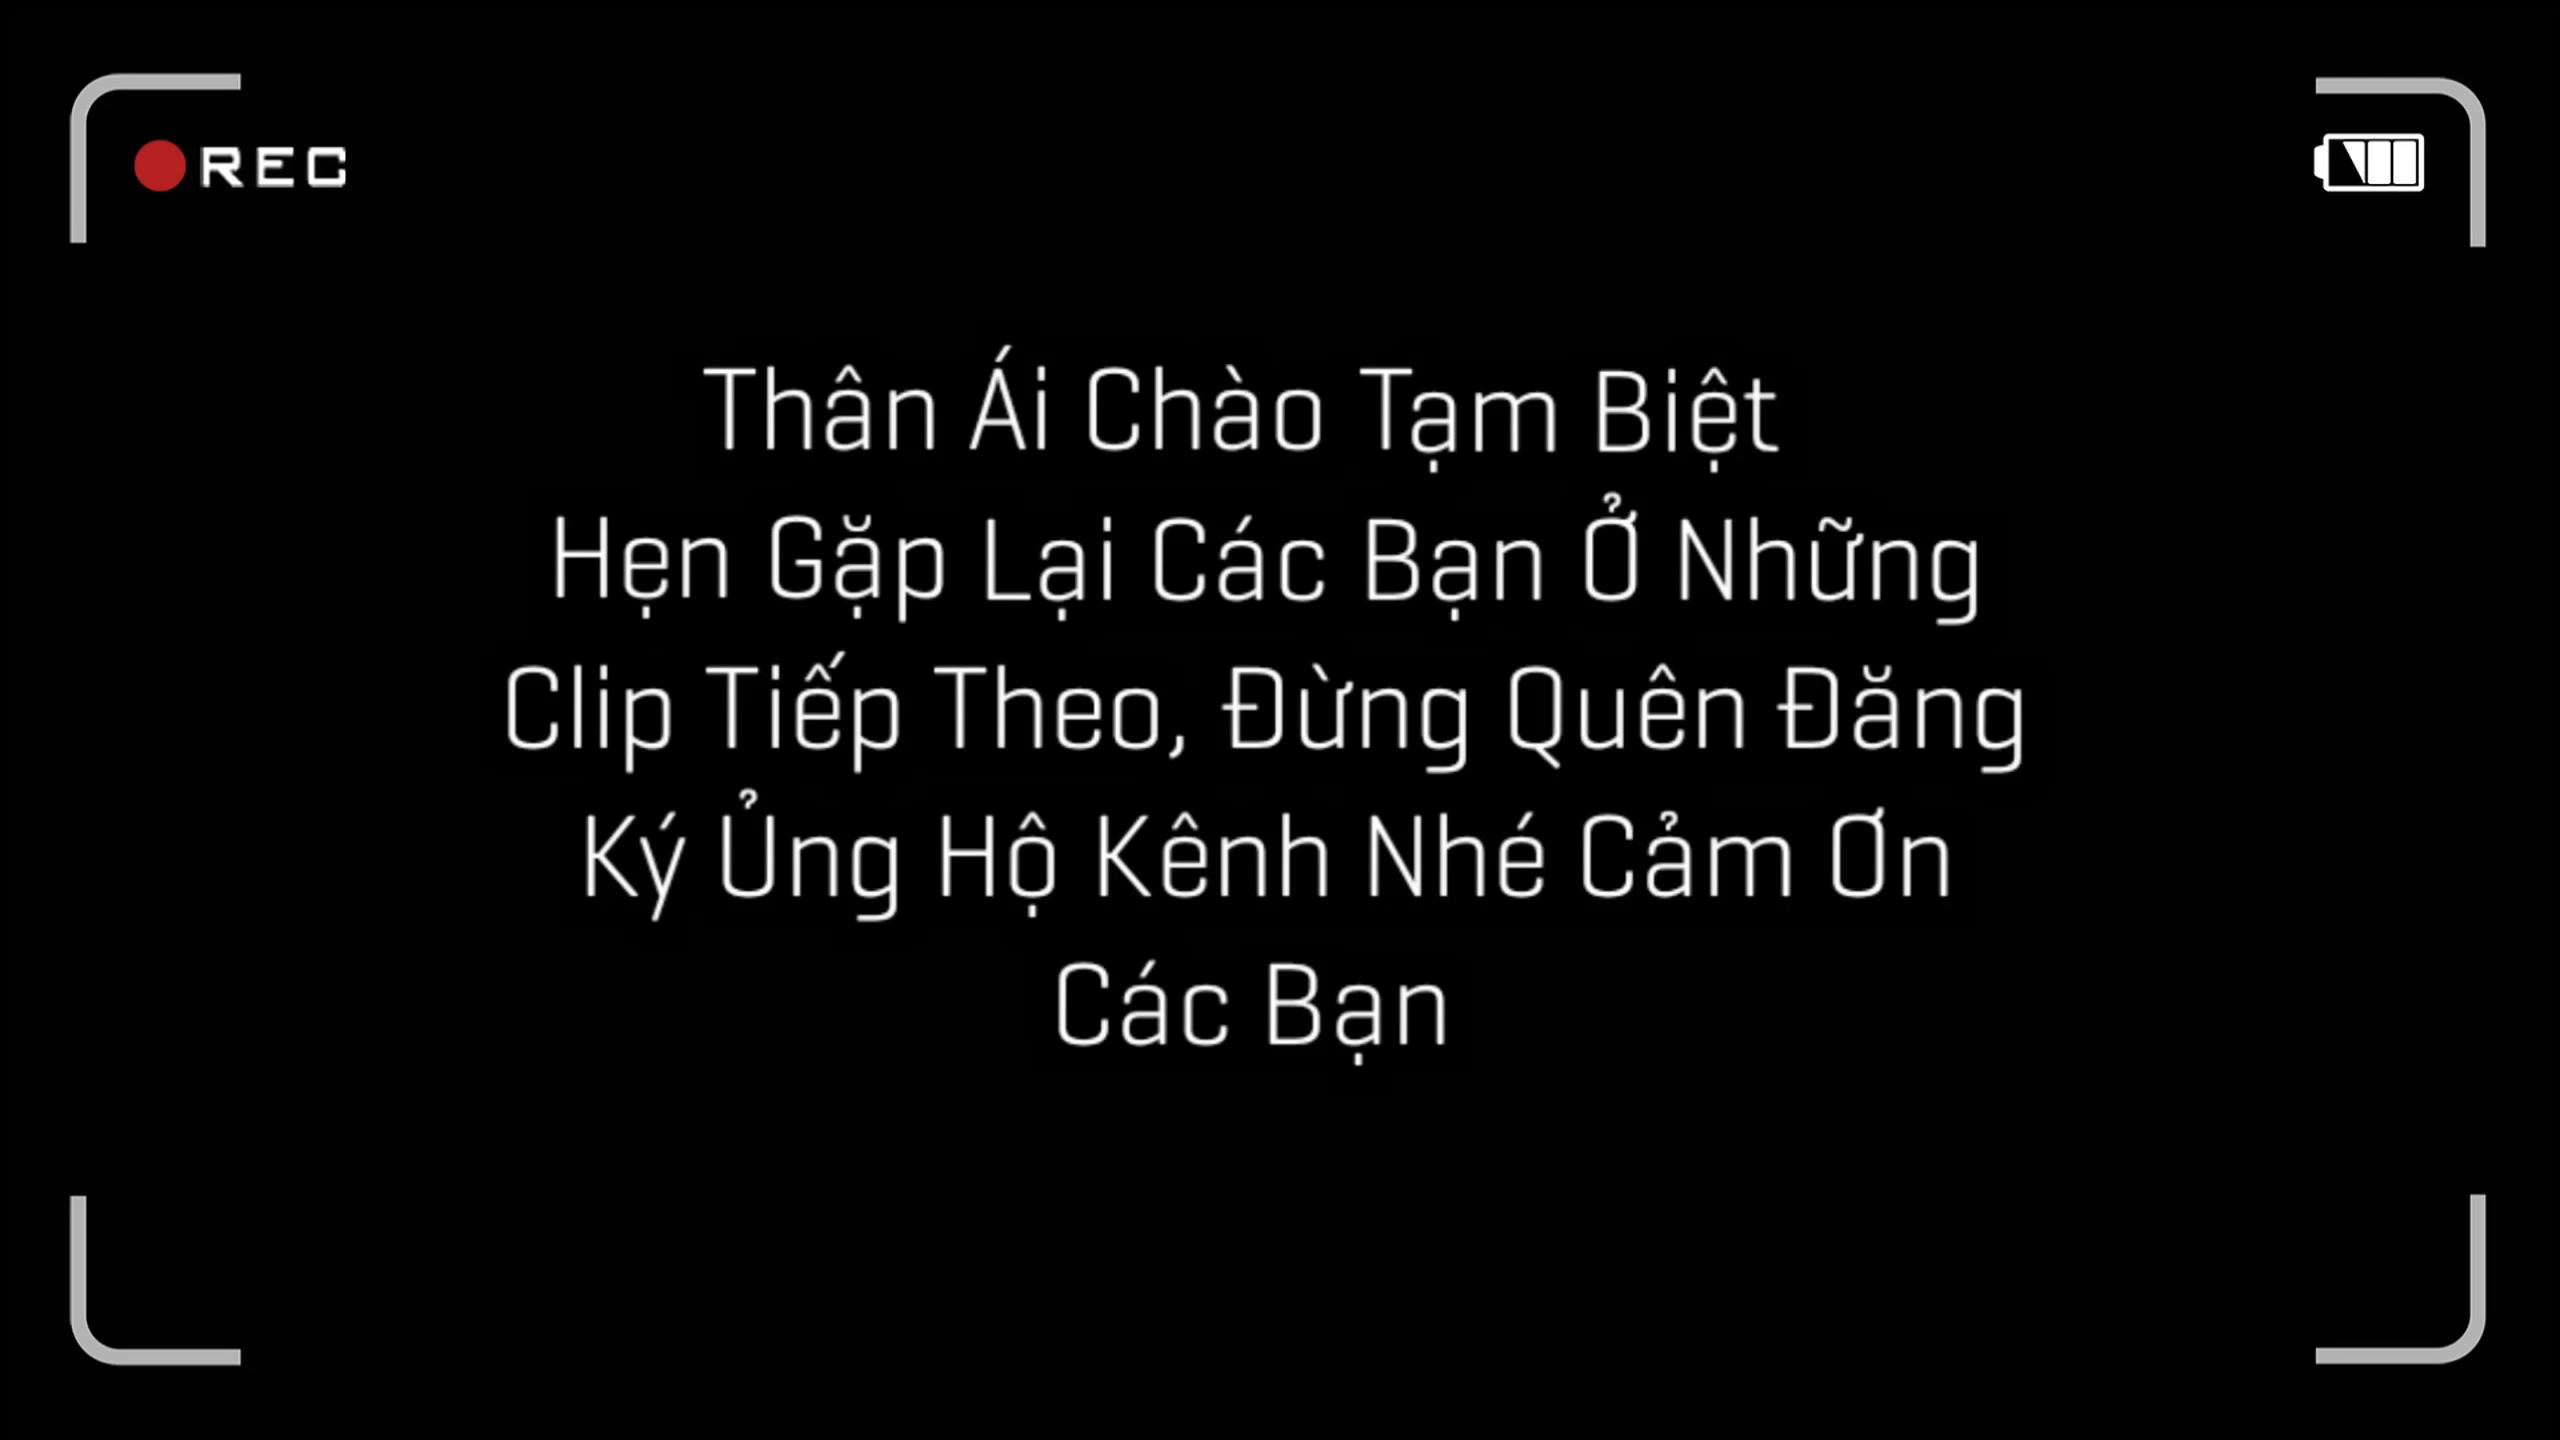 REC
Thân Ái Chào Tạm Biệt
Hẹn Gặp Lại Các Bạn Ở Những
Clip Tiếp Theo, Đừng Quên Đăng
Ký Ủng Hộ Kênh Nhé Cảm Ơn
Các Bạn